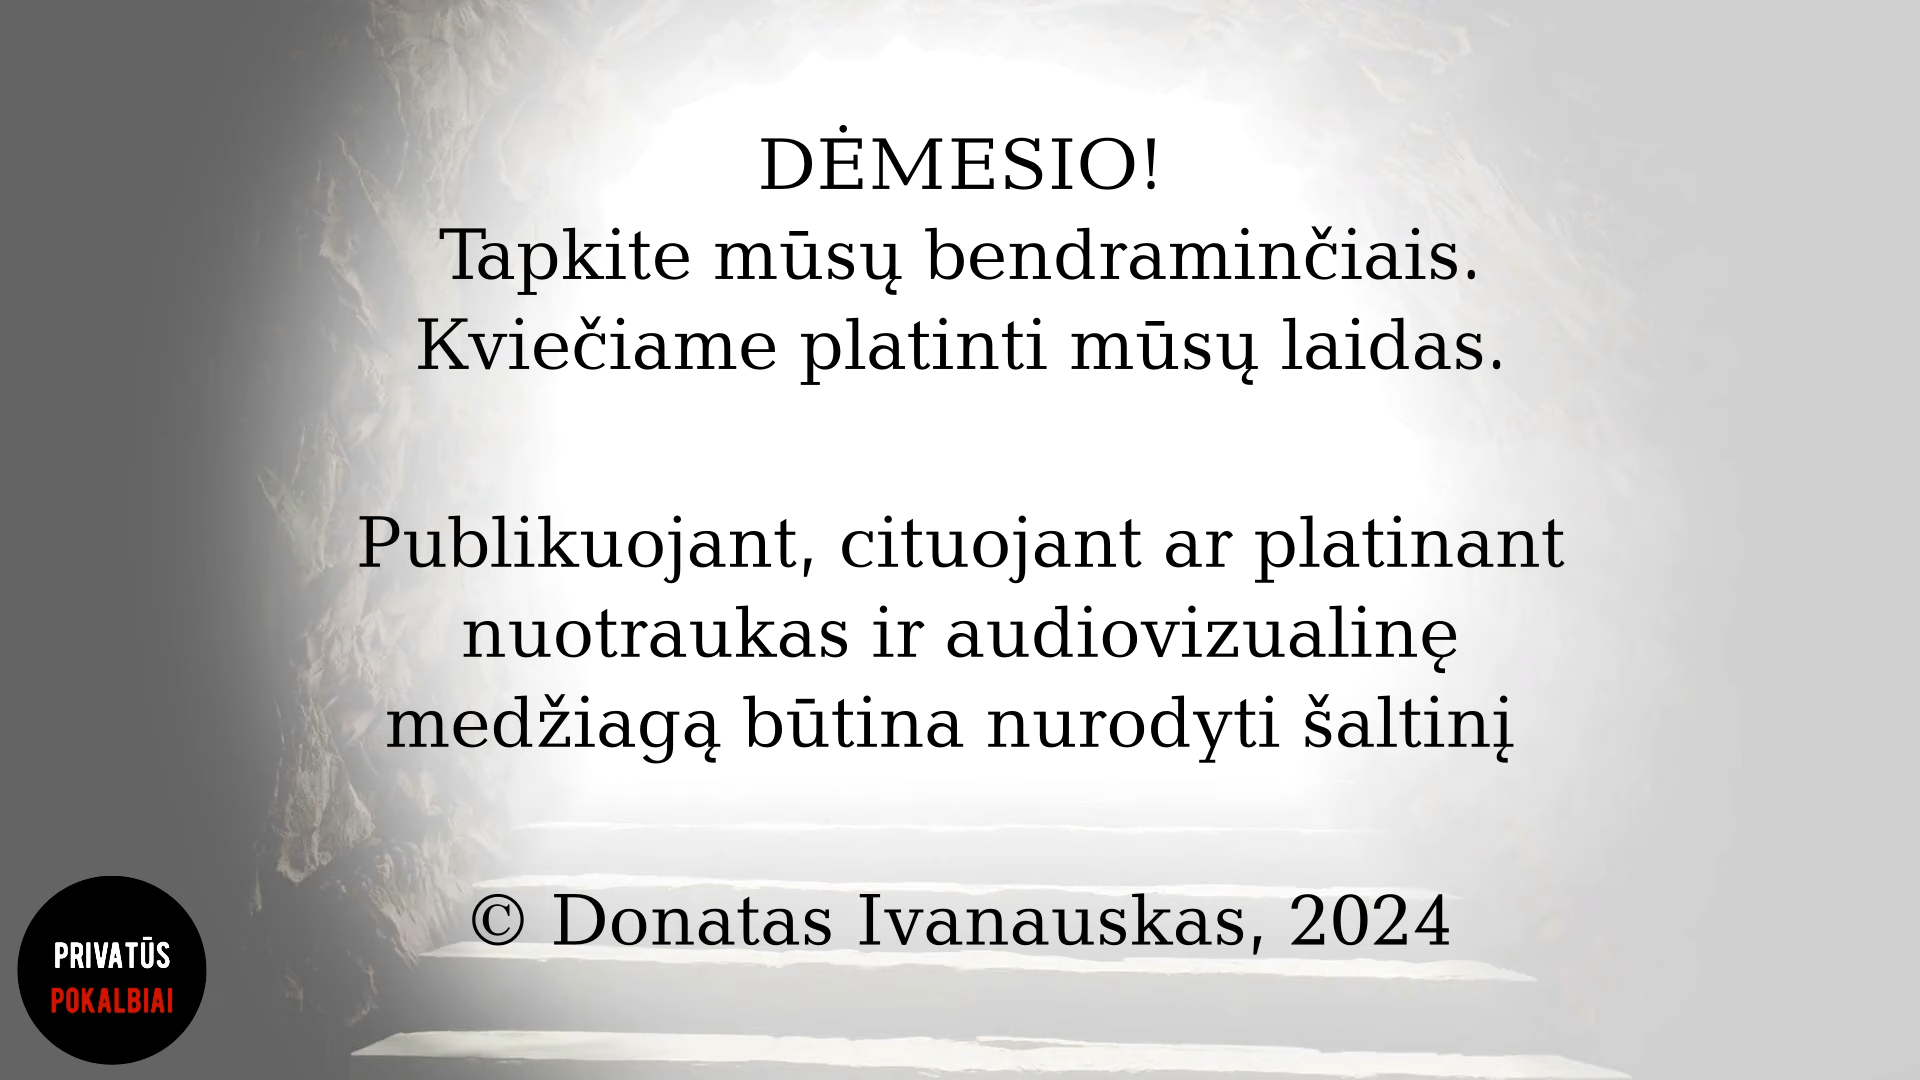 DĖMESIO!
Tapkite mūsų bendraminčiais.
Kviečiame platinti mūsų laidas.
Publikuojant, cituojant ar platinant
nuotraukas ir audiovizualinę
medžiagą būtina nurodyti šaltinį
© Donatas Ivanauskas, 2024
PRIVATŪS
POKALBIAI